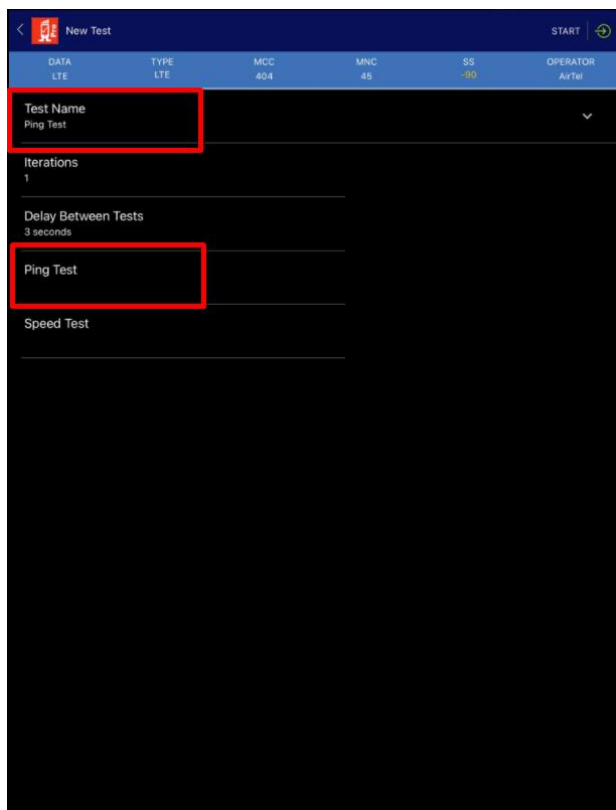 New Test
START
DATA TYPE MCC MNC SS OPERATOR
LTE LTE 404 45 -90 AirTel
Test Name
Ping Test
Iterations
1
Delay Between Tests
3 seconds
Ping Test
Speed Test